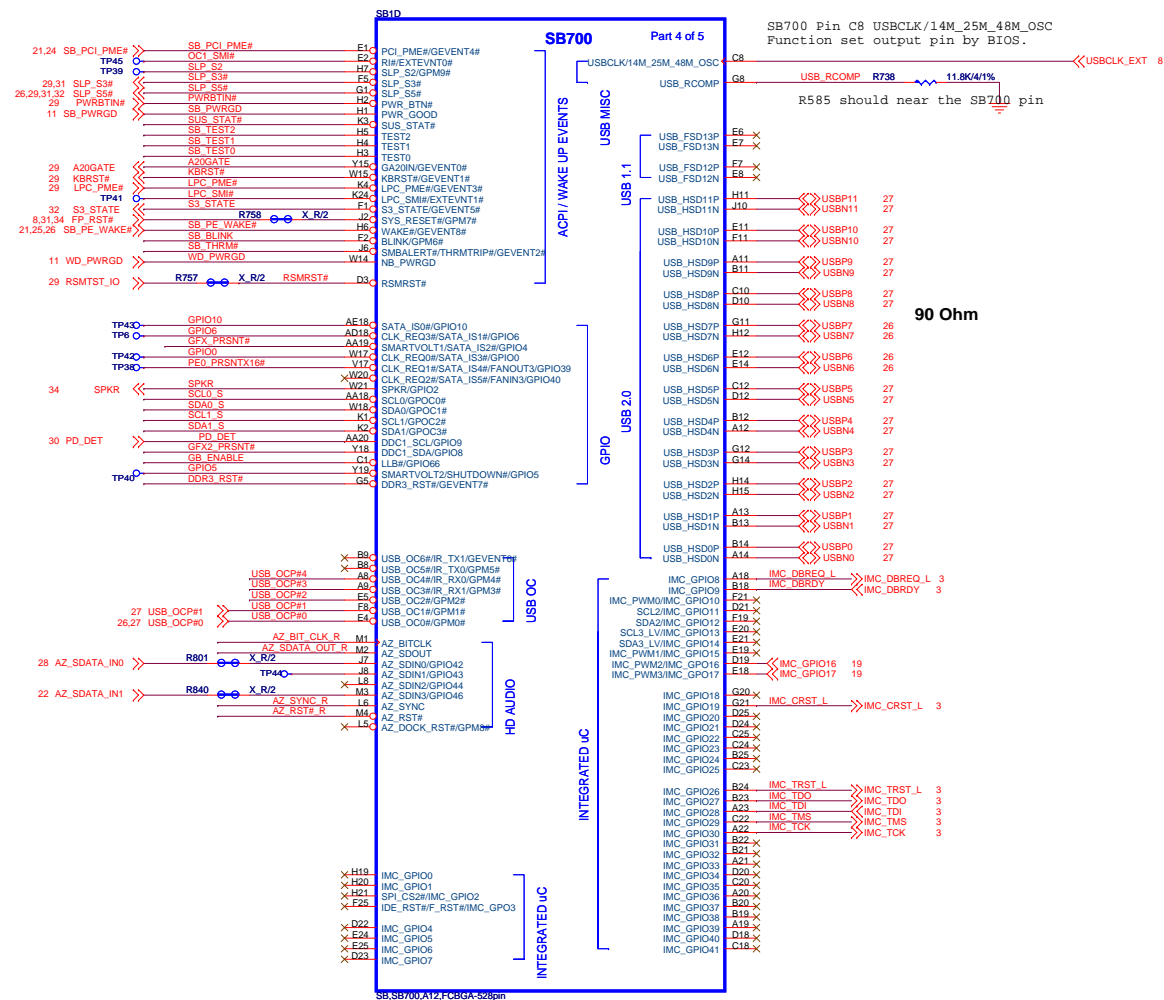 SB1D
SB700 Part 4 of 5
SB700 Pin C8 USBCLK/14M_25M_48M_OSC
Function set output pin by BIOS.
21,24 SB_PCI_PME# SB_PCI_PME# E1 PCI_PME#/GEVENT4#
TP45 OC1_SMI# E2 RI#/EXTEVNT0#
TP39 SLP_S2 H7 SLP_S2/GPM9#
29,31 SLP_S3# SLP_S3# F5 SLP_S3#
26,29,31,32 SLP_S5# SLP_S5# G1 SLP_S5#
29 PWRBTIN# PWRBTIN# H2 PWR_BTN#
11 SB_PWRGD SB_PWRGD H1 PWR_GOOD
SUS_STAT# K3 SUS_STAT#
SB_TEST2 H5 TEST2
SB_TEST1 H4 TEST1
SB_TEST0 H3 TEST0
29 A20GATE A20GATE Y15 GA20IN/GEVENT0#
29 KBRST# KBRST# W15 KBRST#/GEVENT1#
29 LPC_PME# LPC_PME# K4 LPC_PME#/GEVENT3#
TP41 LPC_SMI# K24 LPC_SMI#/EXTEVNT1#
32 S3_STATE S3_STATE F1 S3_STATE/GEVENT5#
8,31,34 FP_RST# R758 X_R/2 J2 SYS_RESET#/GPM7#
21,25,26 SB_PE_WAKE# SB_PE_WAKE# H6 WAKE#/GEVENT8#
SB_BLINK F2 BLINK/GPM6#
SB_THRM# J6 SMBALERT#/THRMTRIP#/GEVENT2#
11 WD_PWRGD WD_PWRGD W14 NB_PWRGD
29 RSMTST_IO R757 X_R/2 RSMRST# D3 RSMRST#
ACPI / WAKE UP EVENTS
TP43 GPIO10 AE18 SATA_IS0#/GPIO10
TP6 GPIO6 AD18 CLK_REQ3#/SATA_IS1#/GPIO6
GFX_PRSNT# AA19 SMARTVOLT1/SATA_IS2#/GPIO4
TP42 GPIO0 W17 CLK_REQ0#/SATA_IS3#/GPIO0
TP38 PE0_PRSNTX16# V17 CLK_REQ1#/SATA_IS4#/FANOUT3/GPIO39
W20 CLK_REQ2#/SATA_IS5#/FANIN3/GPIO40
34 SPKR SPKR W21 SPKR/GPIO2
SCL0_S AA18 SCL0/GPOC0#
SDA0_S W18 SDA0/GPOC1#
SCL1_S K1 SCL1/GPOC2#
SDA1_S K2 SDA1/GPOC3#
30 PD_DET PD_DET AA20 DDC1_SCL/GPIO9
GFX2_PRSNT# Y18 DDC1_SDA/GPIO8
GB_ENABLE C1 LLB#/GPIO66
TP40 GPIO5 Y19 SMARTVOLT2/SHUTDOWN#/GPIO5
DDR3_RST# G5 DDR3_RST#/GEVENT7#
GPIO
B9 USB_OC6#/IR_TX1/GEVENT6#
B8 USB_OC5#/IR_TX0/GPM5#
USB_OCP#4 A8 USB_OC4#/IR_RX0/GPM4#
USB_OCP#3 A9 USB_OC3#/IR_RX1/GPM3#
USB_OCP#2 E5 USB_OC2#/GPM2#
27 USB_OCP#1 USB_OCP#1 F8 USB_OC1#/GPM1#
26,27 USB_OCP#0 USB_OCP#0 E4 USB_OC0#/GPM0#
USB OC
AZ_BIT_CLK_R M1 AZ_BITCLK
AZ_SDATA_OUT_R M2 AZ_SDOUT
28 AZ_SDATA_IN0 R801 X_R/2 J7 AZ_SDIN0/GPIO42
TP44 J8 AZ_SDIN1/GPIO43
L8 AZ_SDIN2/GPIO44
22 AZ_SDATA_IN1 R840 X_R/2 M3 AZ_SDIN3/GPIO46
AZ_SYNC_R L6 AZ_SYNC
AZ_RST#_R M4 AZ_RST#
L5 AZ_DOCK_RST#/GPM8#
HD AUDIO
H19 IMC_GPIO0
H20 IMC_GPIO1
H21 SPI_CS2#/IMC_GPIO2
F25 IDE_RST#/F_RST#/IMC_GPO3
D22 IMC_GPIO4
E24 IMC_GPIO5
E25 IMC_GPIO6
D23 IMC_GPIO7
INTEGRATED uC
USBCLK/14M_25M_48M_OSC C8 USBCLK_EXT 8
USB_RCOMP G8 USB_RCOMP R738 11.8K/4/1%
R585 should near the SB700 pin
USB MISC
USB_FSD13P E6
USB_FSD13N E7
USB_FSD12P F7
USB_FSD12N E8
USB 1.1
USB_HSD11P H11 USBP11 27
USB_HSD11N J10 USBN11 27
USB_HSD10P E11 USBP10 27
USB_HSD10N F11 USBN10 27
USB_HSD9P A11 USBP9 27
USB_HSD9N B11 USBN9 27
USB_HSD8P C10 USBP8 27
USB_HSD8N D10 USBN8 27
90 Ohm
USB_HSD7P G11 USBP7 26
USB_HSD7N H12 USBN7 26
USB_HSD6P E12 USBP6 26
USB_HSD6N E14 USBN6 26
USB_HSD5P C12 USBP5 27
USB_HSD5N D12 USBN5 27
USB_HSD4P B12 USBP4 27
USB_HSD4N A12 USBN4 27
USB_HSD3P G12 USBP3 27
USB_HSD3N G14 USBN3 27
USB_HSD2P H14 USBP2 27
USB_HSD2N H15 USBN2 27
USB_HSD1P A13 USBP1 27
USB_HSD1N B13 USBN1 27
USB_HSD0P B14 USBP0 27
USB_HSD0N A14 USBN0 27
USB 2.0
IMC_GPIO8 A18 IMC_DBREQ_L IMC_DBREQ_L 3
IMC_GPIO9 B18 IMC_DBRDY IMC_DBRDY 3
IMC_PWM0/IMC_GPIO10 F21
SCL2/IMC_GPIO11 D21
SDA2/IMC_GPIO12 F19
SCL3_LV/IMC_GPIO13 E20
SDA3_LV/IMC_GPIO14 E21
IMC_PWM1/IMC_GPIO15 E19
IMC_PWM2/IMC_GPO16 D19 IMC_GPIO16 19
IMC_PWM3/IMC_GPO17 E18 IMC_GPIO17 19
IMC_GPIO18 G20
IMC_GPIO19 G21 IMC_CRST_L IMC_CRST_L 3
IMC_GPIO20 D25
IMC_GPIO21 D24
IMC_GPIO22 C25
IMC_GPIO23 C24
IMC_GPIO24 B25
IMC_GPIO25 C23
IMC_GPIO26 B24 IMC_TRST_L IMC_TRST_L 3
IMC_GPIO27 B23 IMC_TDO IMC_TDO 3
IMC_GPIO28 A23 IMC_TDI IMC_TDI 3
IMC_GPIO29 C22 IMC_TMS IMC_TMS 3
IMC_GPIO30 A22 IMC_TCK IMC_TCK 3
IMC_GPIO31 B22
IMC_GPIO32 B21
IMC_GPIO33 A21
IMC_GPIO34 D20
IMC_GPIO35 C20
IMC_GPIO36 A20
IMC_GPIO37 B20
IMC_GPIO38 B19
IMC_GPIO39 A19
IMC_GPIO40 D18
IMC_GPIO41 C18
INTEGRATED uC
SB,SB700,A12,FCBGA-528pin